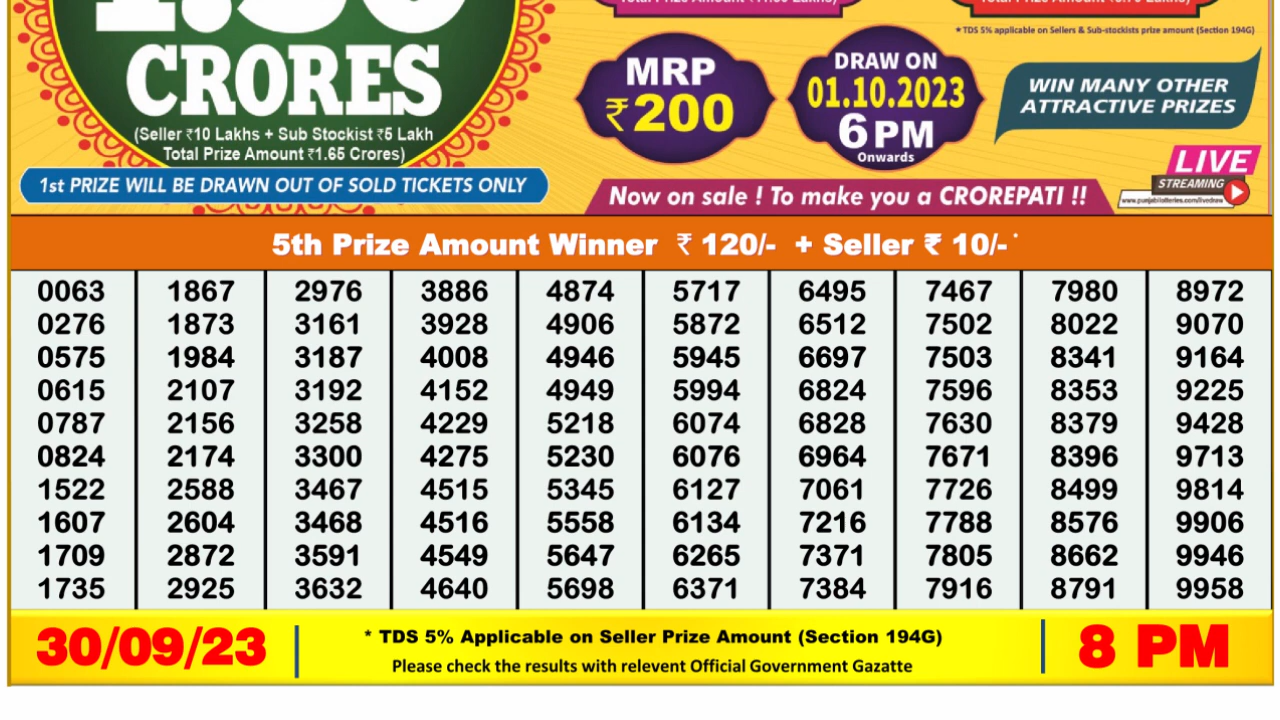 CRORES
(Seller ₹10 Lakhs + Sub Stockist ₹5 Lakh
Total Prize Amount ₹1.65 Crores)
1st PRIZE WILL BE DRAWN OUT OF SOLD TICKETS ONLY
*TDS 5% applicable on Sellers & Sub-stockists prize amount (Section 194G)
MRP
₹200
DRAW ON
01.10.2023
6 PM
Onwards
WIN MANY OTHER
ATTRACTIVE PRIZES
LIVE
STREAMING
www.punjablotteries.com/livedraw
Now on sale ! To make you a CROREPATI !!
5th Prize Amount Winner ₹ 120/- + Seller ₹ 10/- *
0063 1867 2976 3886 4874 5717 6495 7467 7980 8972
0276 1873 3161 3928 4906 5872 6512 7502 8022 9070
0575 1984 3187 4008 4946 5945 6697 7503 8341 9164
0615 2107 3192 4152 4949 5994 6824 7596 8353 9225
0787 2156 3258 4229 5218 6074 6828 7630 8379 9428
0824 2174 3300 4275 5230 6076 6964 7671 8396 9713
1522 2588 3467 4515 5345 6127 7061 7726 8499 9814
1607 2604 3468 4516 5558 6134 7216 7788 8576 9906
1709 2872 3591 4549 5647 6265 7371 7805 8662 9946
1735 2925 3632 4640 5698 6371 7384 7916 8791 9958
30/09/23
* TDS 5% Applicable on Seller Prize Amount (Section 194G)
Please check the results with relevent Official Government Gazatte
8 PM